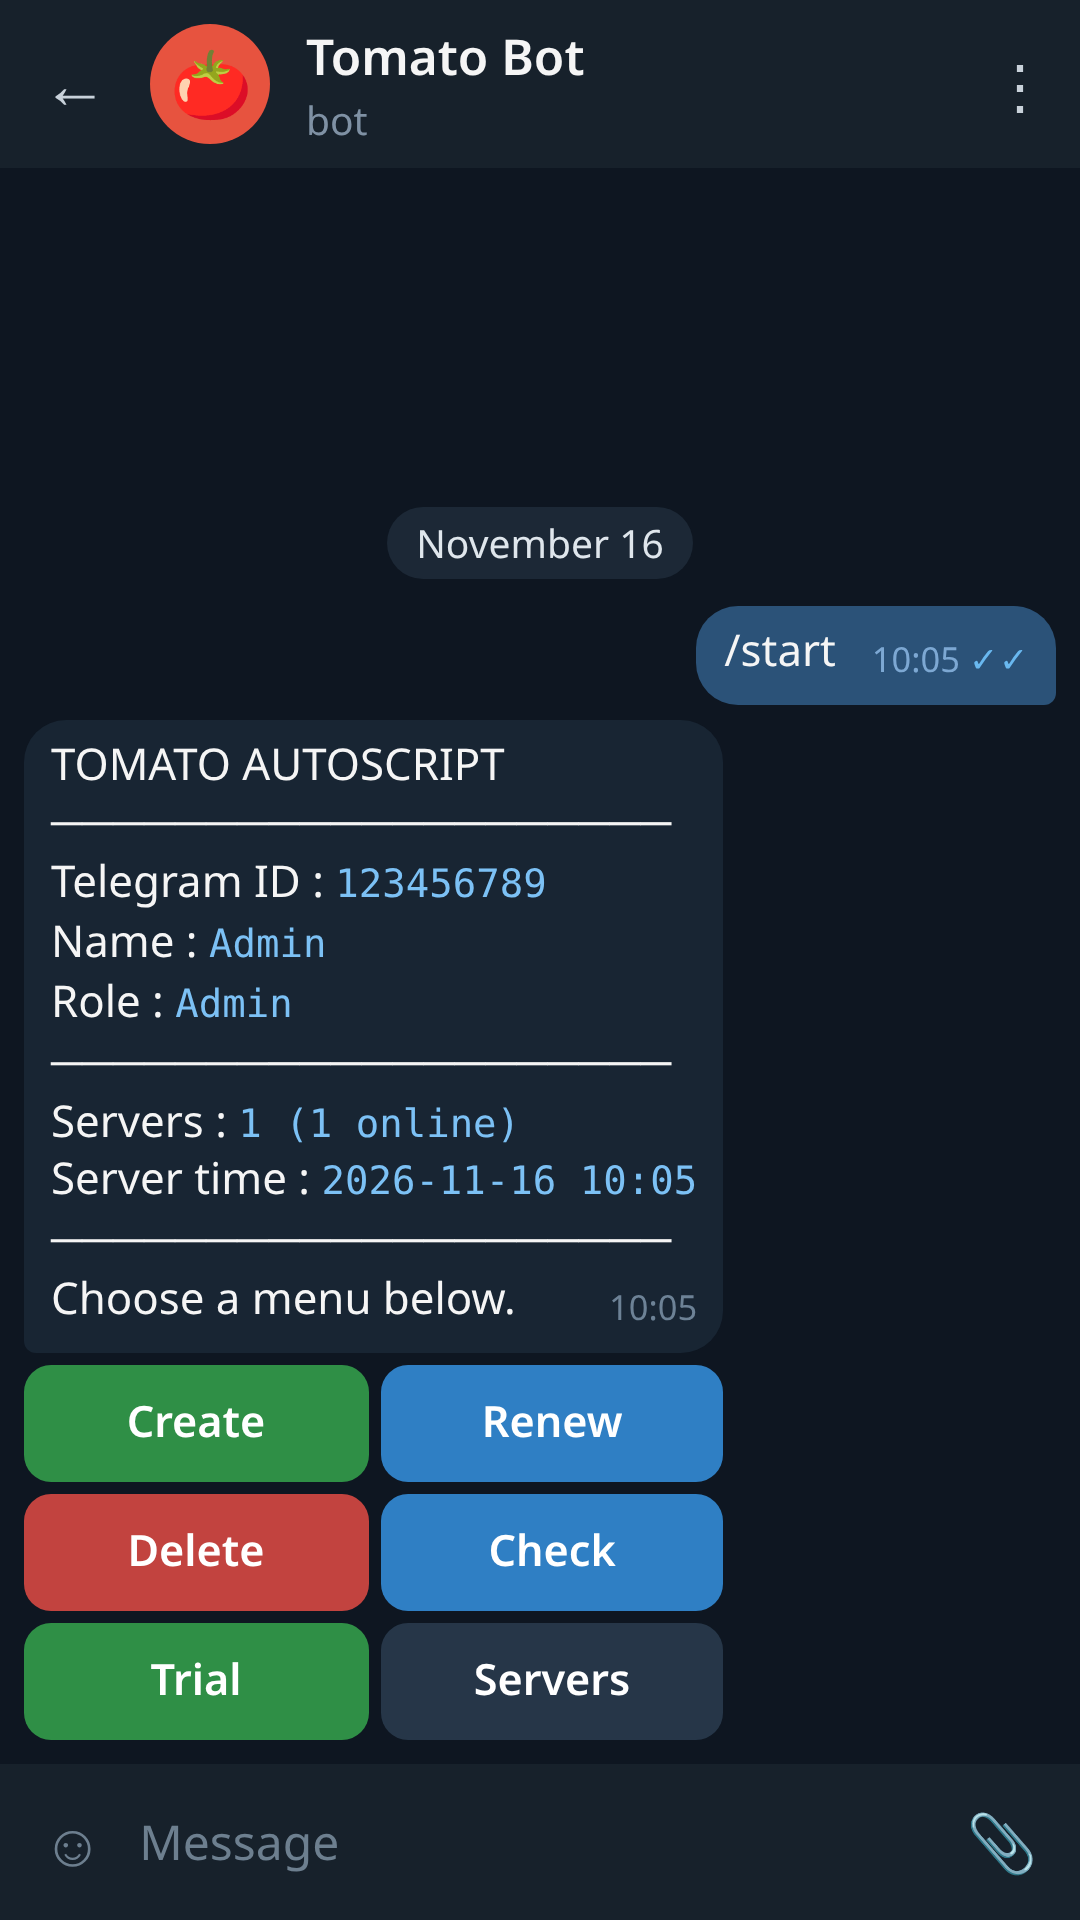 Tomato Bot
bot
November 16
/start 10:05 ✓✓
TOMATO AUTOSCRIPT
Telegram ID : 123456789
Name : Admin
Role : Admin
Servers : 1 (1 online)
Server time : 2026-11-16 10:05
Choose a menu below. 10:05
Create Renew
Delete Check
Trial Servers
Message